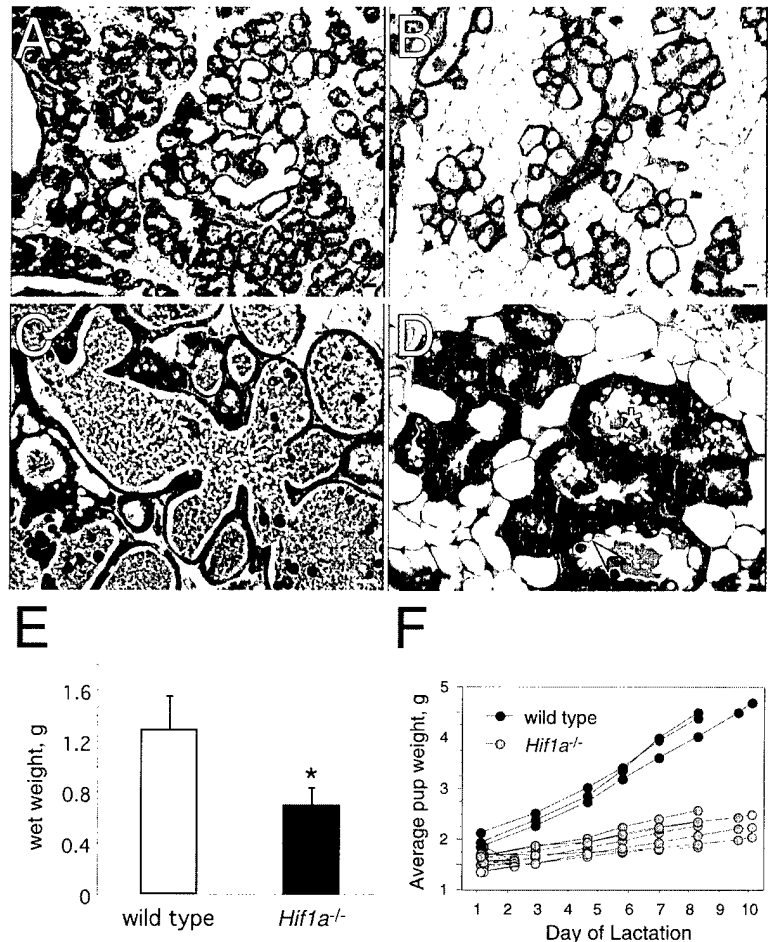 A
B
C
D
E
F
wet weight, g
1.6
1.2
0.8
0.4
0
*
wild type
Hif1a-/-
Average pup weight, g
5
4
3
2
1
wild type
Hif1a-/-
1 2 3 4 5 6 7 8 9 10
Day of Lactation